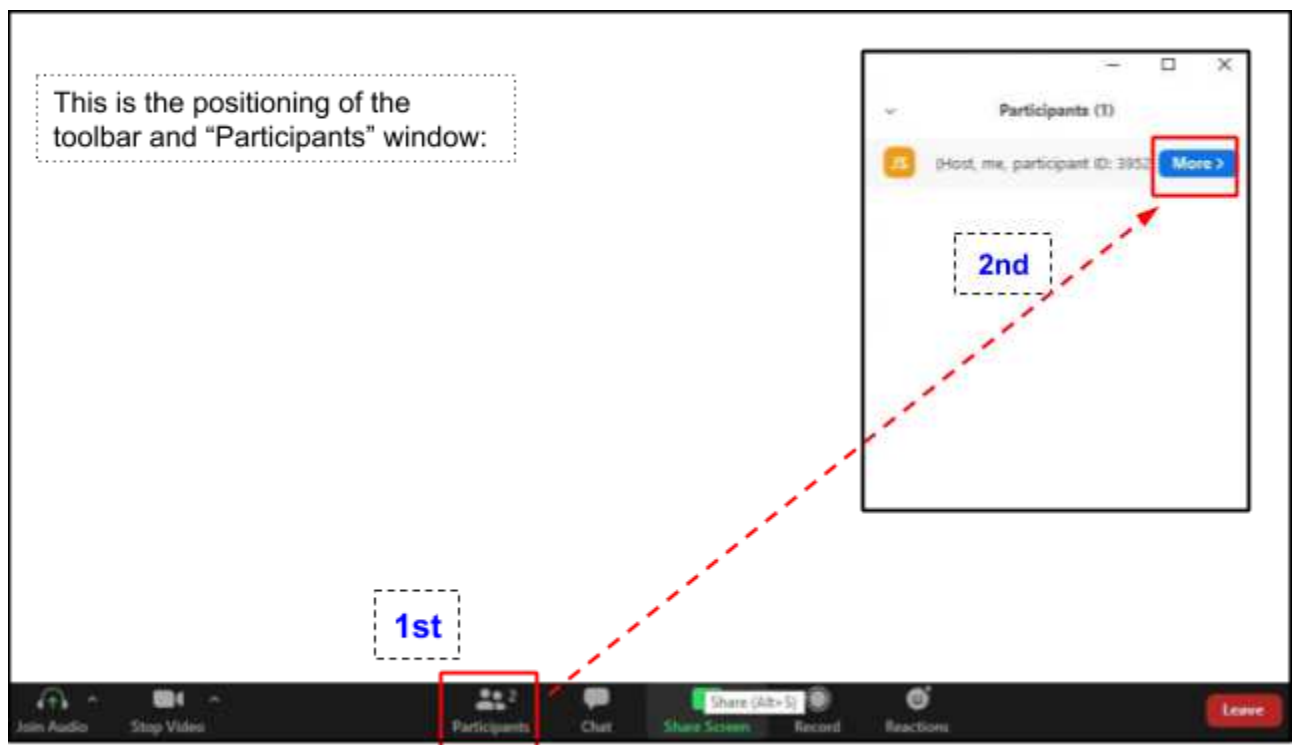 This is the positioning of the
toolbar and “Participants” window:
Participants (1)
JS
(Host, me, participant ID: 3952
More >
2nd
1st
2
Join Audio
Stop Video
Participants
Chat
Share Screen
Share (Alt+S)
Record
Reactions
Leave